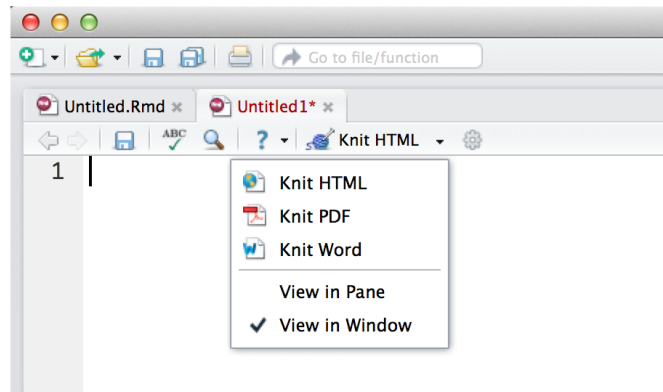 Go to file/function
Untitled.Rmd × Untitled1* ×
ABC ? Knit HTML
1
Knit HTML
Knit PDF
Knit Word
View in Pane
View in Window